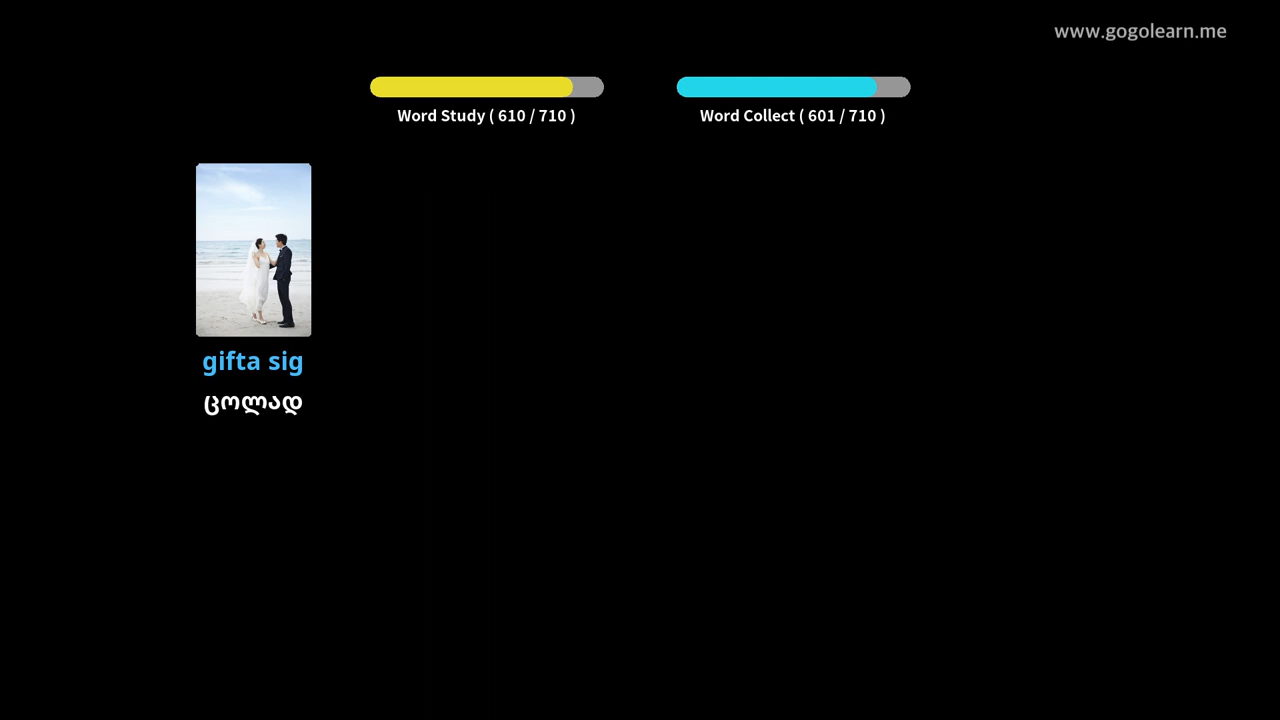 www.gogolearn.me
Word Study ( 610 / 710 )
Word Collect ( 601 / 710 )
gifta sig
ცოლად